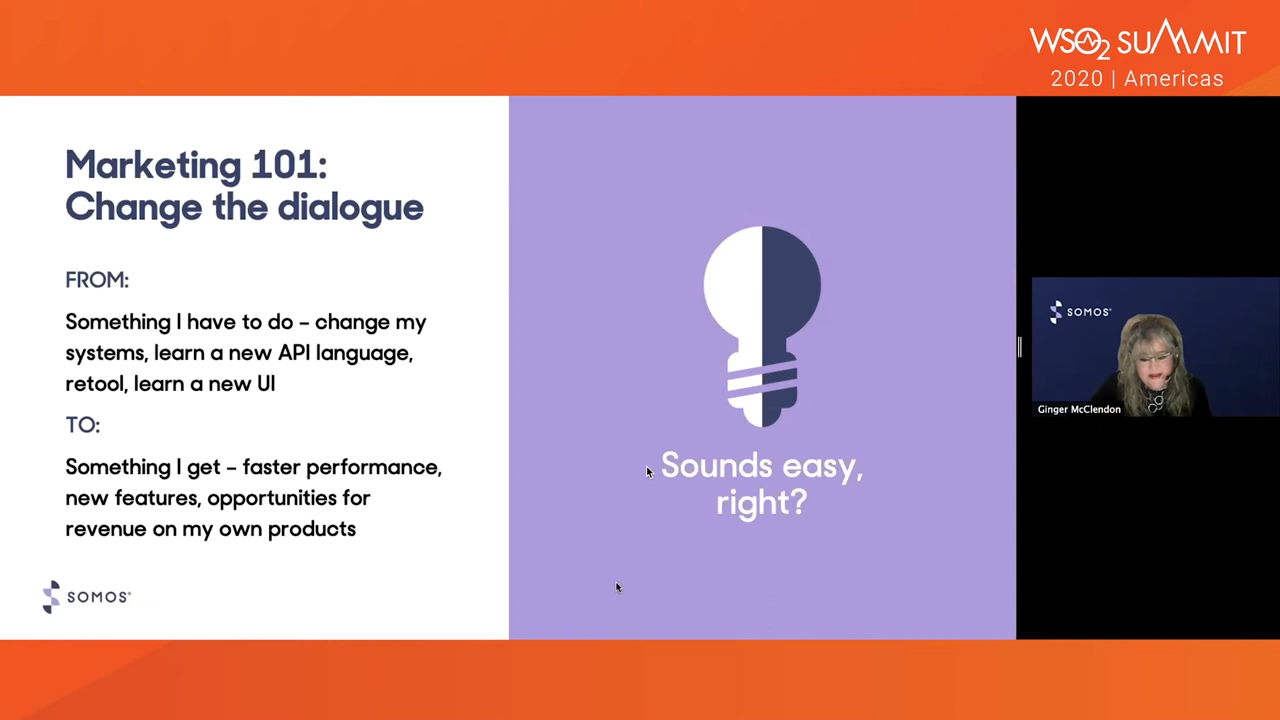 WSO2 SUMMIT
2020 | Americas
Marketing 101:
Change the dialogue
FROM:
Something I have to do – change my
systems, learn a new API language,
retool, learn a new UI
TO:
Something I get – faster performance,
new features, opportunities for
revenue on my own products
SOMOS®
Sounds easy,
right?
SOMOS®
Ginger McClendon